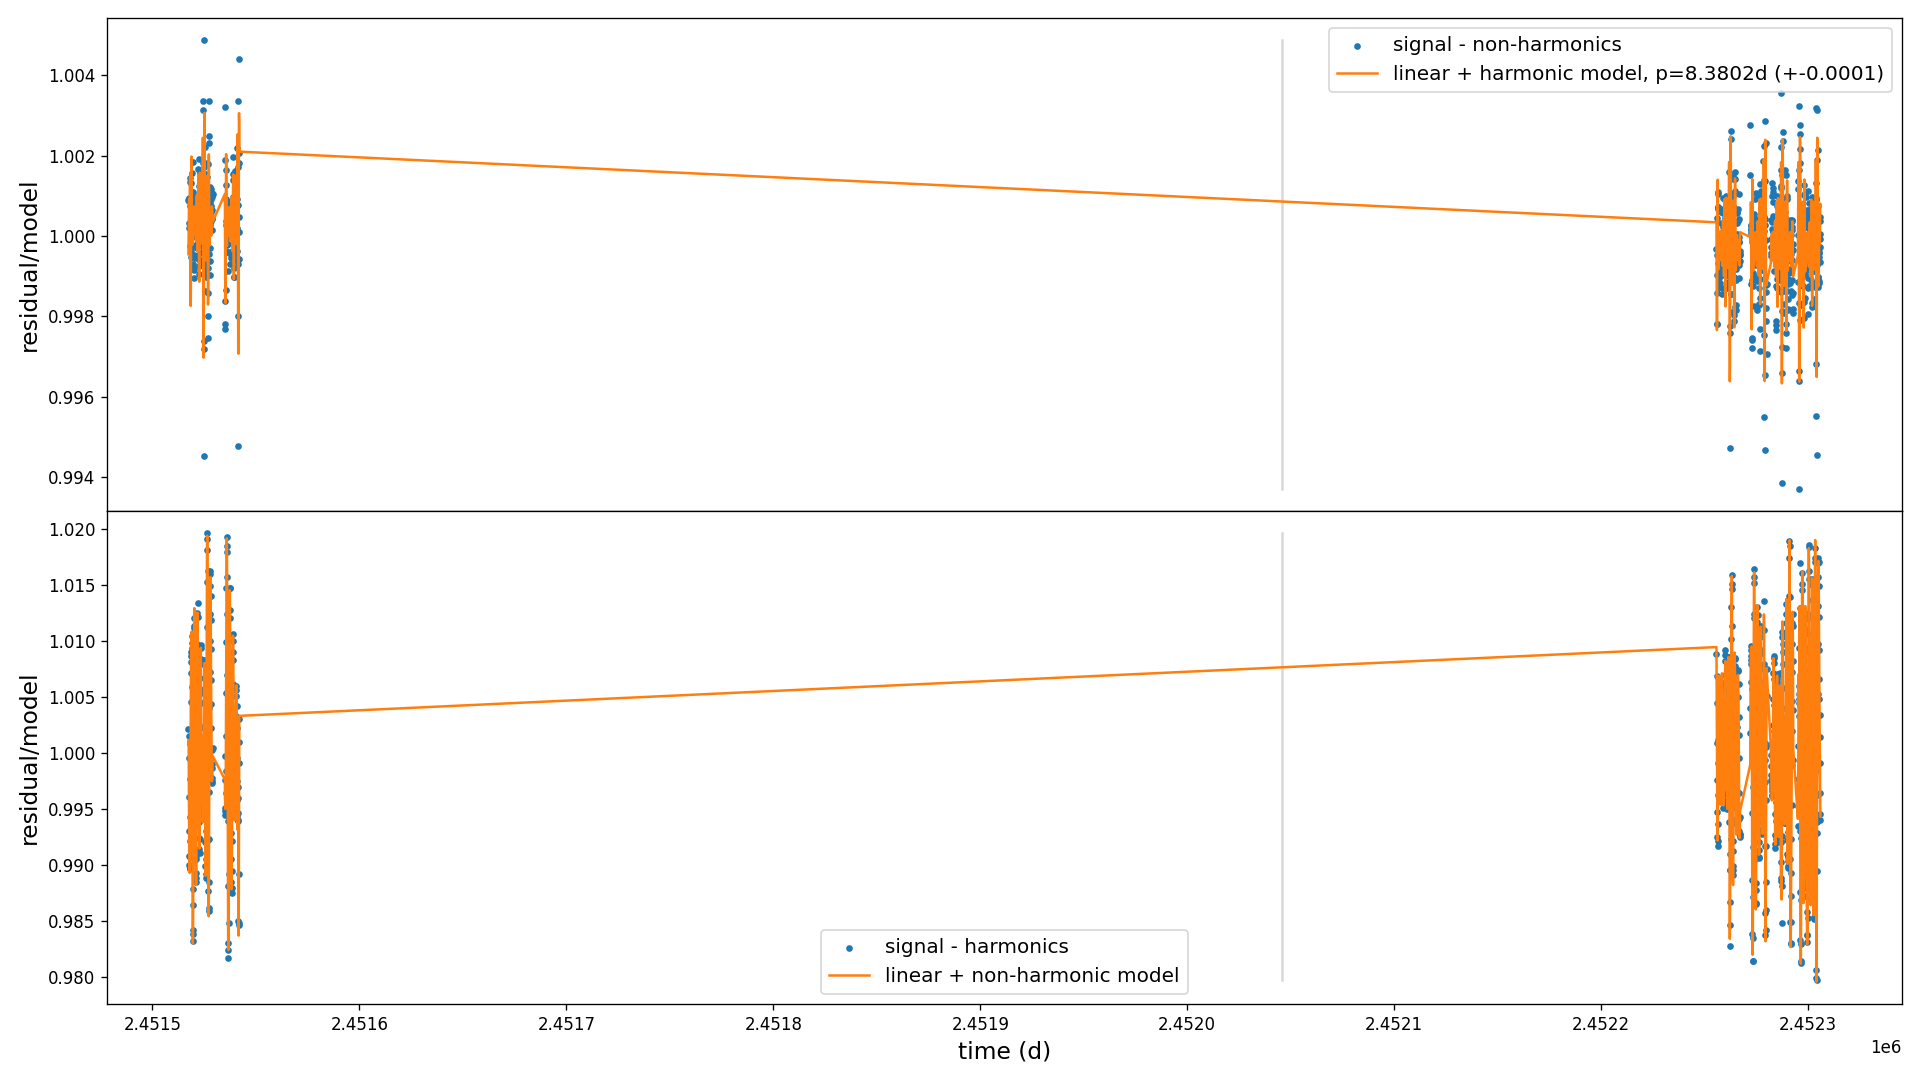 signal - non-harmonics
linear + harmonic model, p=8.3802d (+-0.0001)
1.004
1.002
1.000
0.998
0.996
0.994
residual/model
1.020
1.015
1.010
1.005
1.000
0.995
0.990
0.985
0.980
residual/model
signal - harmonics
linear + non-harmonic model
2.4515 2.4516 2.4517 2.4518 2.4519 2.4520 2.4521 2.4522 2.4523
1e6
time (d)